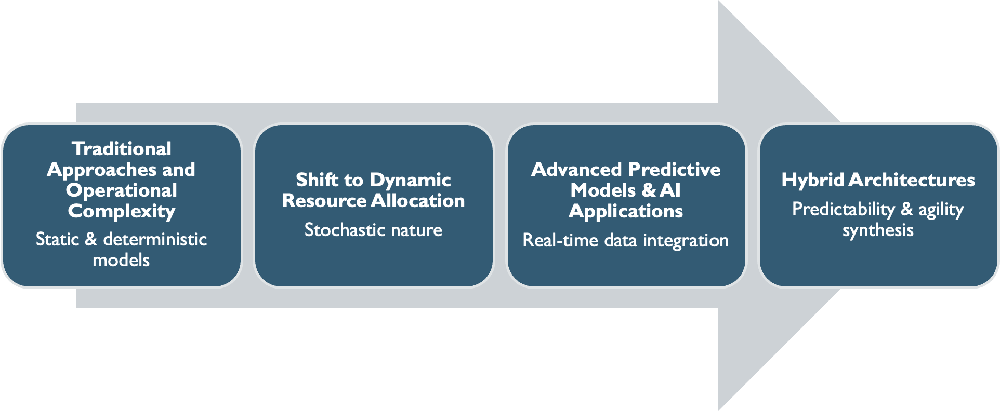 Traditional
Approaches and
Operational
Complexity
Static & deterministic
models
Shift to Dynamic
Resource Allocation
Stochastic nature
Advanced Predictive
Models & AI
Applications
Real-time data integration
Hybrid Architectures
Predictability & agility
synthesis